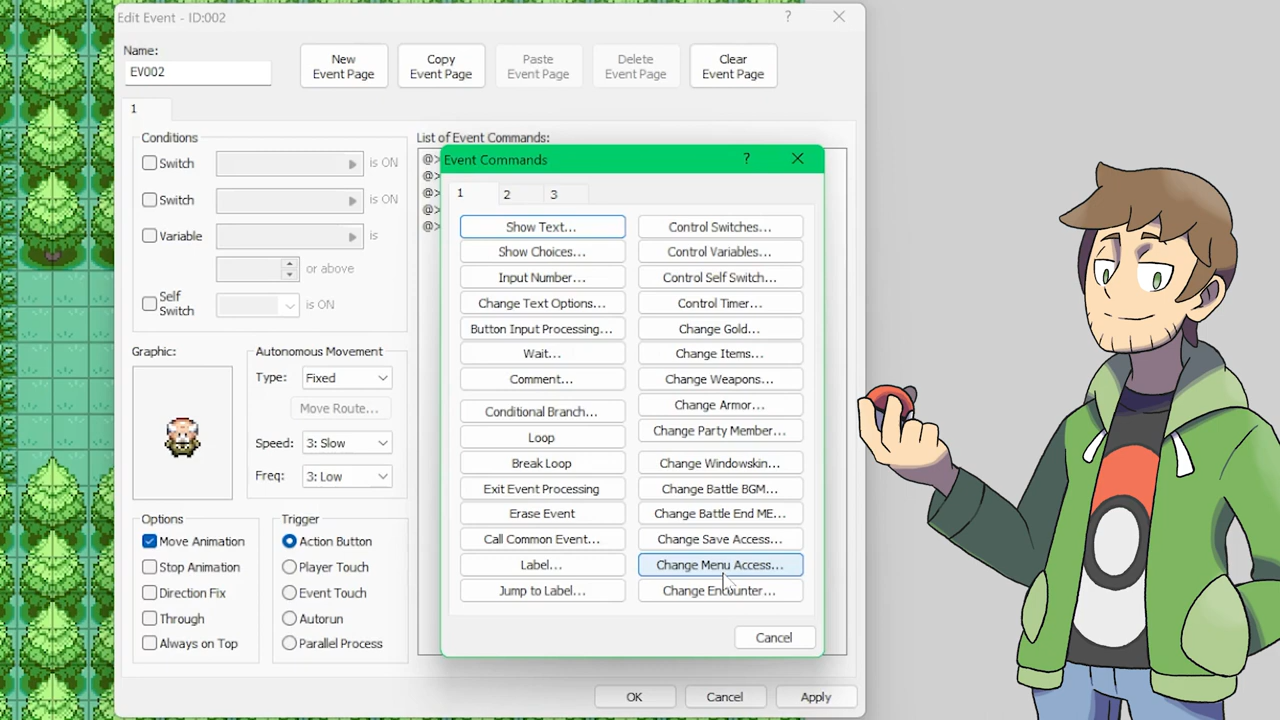 Edit Event - ID:002
?
Name:
EV002
New
Event Page
Copy
Event Page
Paste
Event Page
Delete
Event Page
Clear
Event Page
1
Conditions
Switch
is ON
Switch
is ON
Variable
is
or above
Self
Switch
is ON
Graphic:
Autonomous Movement
Type:
Fixed
Move Route...
Speed:
3: Slow
Freq:
3: Low
Options
Move Animation
Stop Animation
Direction Fix
Through
Always on Top
Trigger
Action Button
Player Touch
Event Touch
Autorun
Parallel Process
List of Event Commands:
@>
@>
@>
@>
@>
Event Commands
?
1
2
3
Show Text...
Show Choices...
Input Number...
Change Text Options...
Button Input Processing...
Wait...
Comment...
Conditional Branch...
Loop
Break Loop
Exit Event Processing
Erase Event
Call Common Event...
Label...
Jump to Label...
Control Switches...
Control Variables...
Control Self Switch...
Control Timer...
Change Gold...
Change Items...
Change Weapons...
Change Armor...
Change Party Member...
Change Windowskin...
Change Battle BGM...
Change Battle End ME...
Change Save Access...
Change Menu Access...
Change Encounter...
Cancel
OK
Cancel
Apply